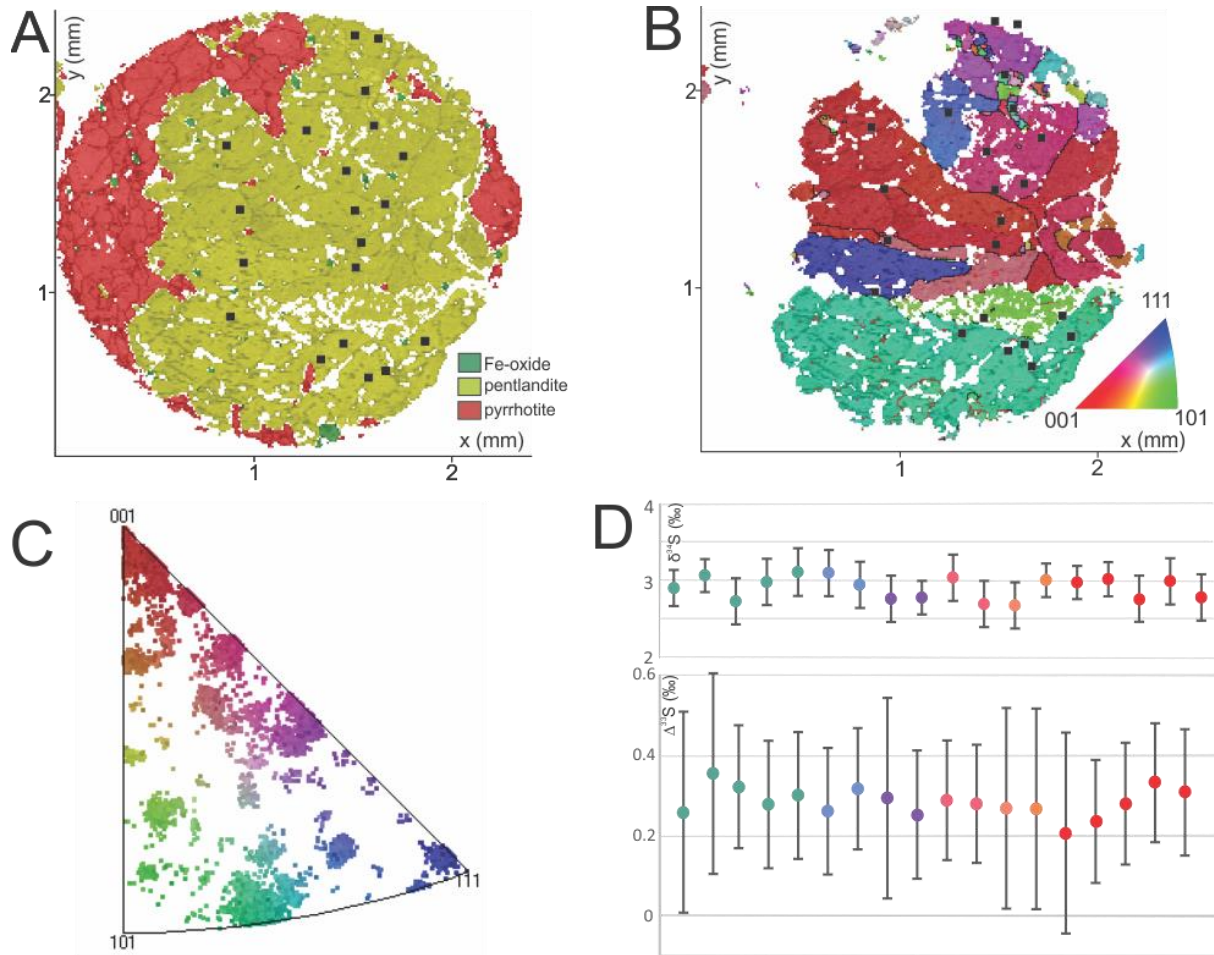 A
y (mm)
2
1
Fe-oxide
pentlandite
pyrrhotite
x (mm)
1
2
B
y (mm)
2
1
111
001
101
x (mm)
1
2
C
001
111
101
D
δ³⁴S (‰)
4
3
2
Δ³³S (‰)
0.6
0.4
0.2
0